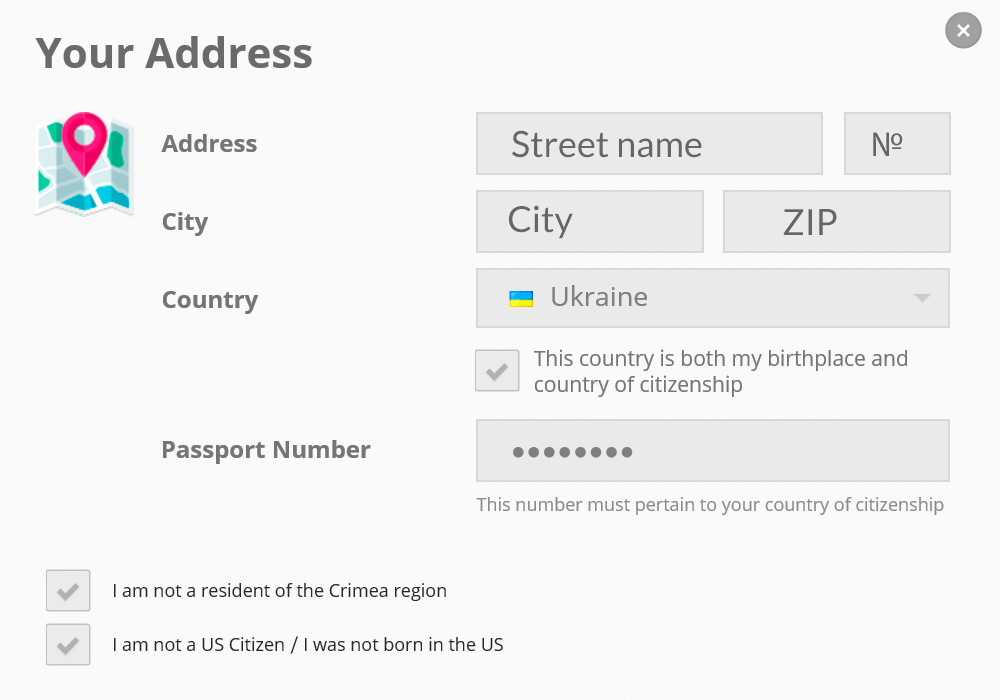 Your Address
Address
Street name
№
City
City
ZIP
Country
Ukraine
This country is both my birthplace and
country of citizenship
Passport Number
••••••••
This number must pertain to your country of citizenship
I am not a resident of the Crimea region
I am not a US Citizen / I was not born in the US